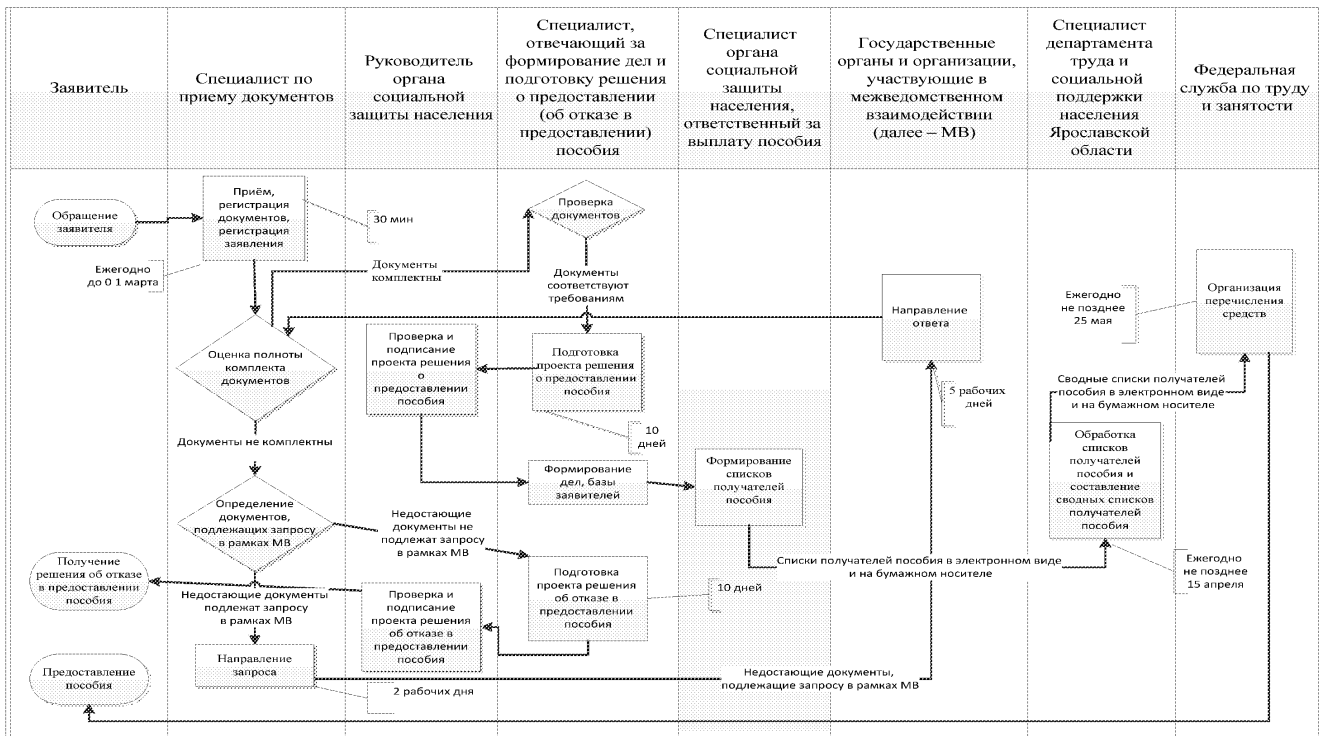 Заявитель
Специалист по
приему документов
Руководитель
органа
социальной
защиты населения
Специалист,
отвечающий за
формирование дел и
подготовку решения
о предоставлении
(об отказе в
предоставлении)
пособия
Специалист
органа
социальной
защиты
населения,
ответственный за
выплату пособия
Государственные
органы и организации,
участвующие в
межведомственном
взаимодействии
(далее – МВ)
Специалист
департамента
труда и
социальной
поддержки
населения
Ярославской
области
Федеральная
служба по труду
и занятости
Обращение
заявителя
Приём,
регистрация
документов,
регистрация
заявления
30 мин
Проверка
документов
Ежегодно
до 0 1 марта
Документы
комплектны
Документы
соответствуют
требованиям
Направление
ответа
Ежегодно
не позднее
25 мая
Организация
перечисления
средств
Оценка полноты
комплекта
документов
Проверка и
подписание
проекта решения
о
предоставлении
пособия
Подготовка
проекта решения
о предоставлении
пособия
5 рабочих
дней
Сводные списки получателей
пособия в электронном виде
и на бумажном носителе
10
дней
Документы не комплектны
Формирование
дел, базы
заявителей
Формирование
списков
получателей
пособия
Обработка
списков
получателей
пособия и
составление
сводных списков
получателей
пособия
Определение
документов,
подлежащих запросу
в рамках МВ
Недостающие
документы не
подлежат запросу
в рамках МВ
Списки получателей пособия в электронном виде
и на бумажном носителе
Ежегодно
не позднее
15 апреля
Получение
решения об отказе
в предоставлении
пособия
Недостающие документы
подлежат запросу
в рамках МВ
Проверка и
подписание
проекта решения
об отказе в
предоставлении
пособия
Подготовка
проекта решения
об отказе в
предоставлении
пособия
10 дней
Предоставление
пособия
Направление
запроса
2 рабочих дня
Недостающие документы,
подлежащие запросу в рамках МВ